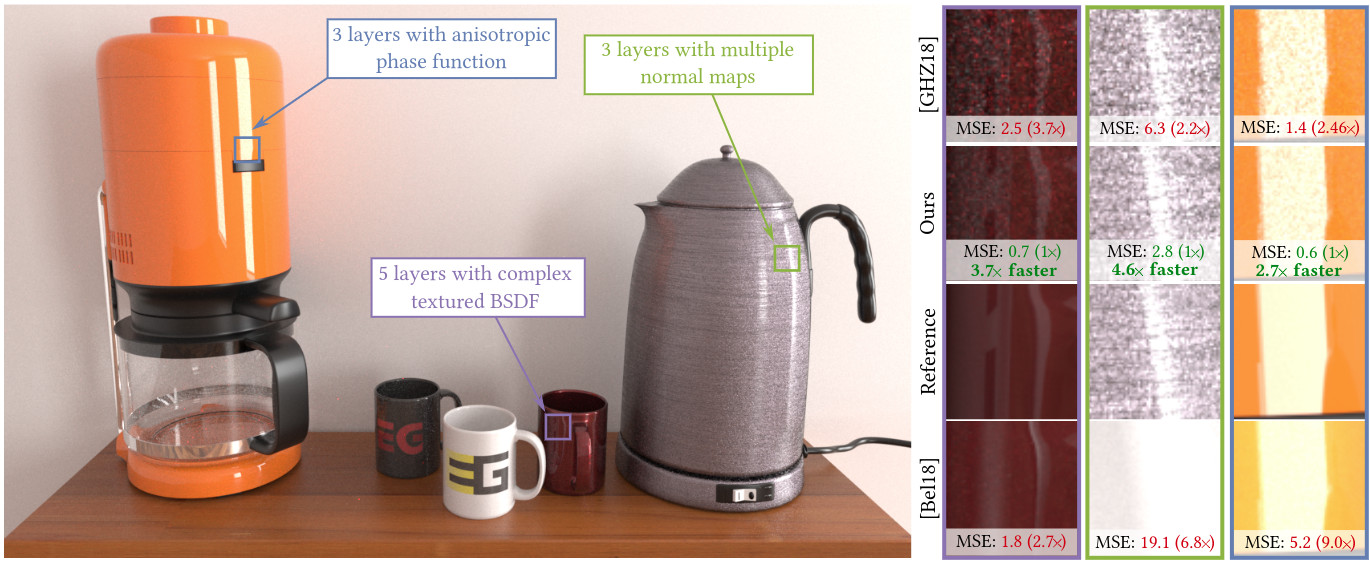 3 layers with anisotropic
phase function
3 layers with multiple
normal maps
5 layers with complex
textured BSDF
EG
EG
[GHZ18]
MSE: 2.5 (3.7×)
MSE: 6.3 (2.2×)
MSE: 1.4 (2.46×)
Ours
MSE: 0.7 (1×)
3.7× faster
MSE: 2.8 (1×)
4.6× faster
MSE: 0.6 (1×)
2.7× faster
Reference
[Bel18]
MSE: 1.8 (2.7×)
MSE: 19.1 (6.8×)
MSE: 5.2 (9.0×)